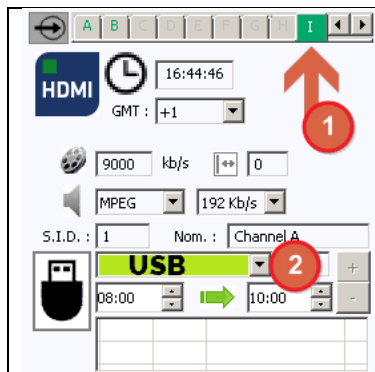 A B C D E F G H I
HDMI 16:44:46
GMT : +1
1
9000 kb/s 0
MPEG 192 Kb/s
S.I.D. : 1 Nom. : Channel A
USB 2 +
08:00 10:00 -